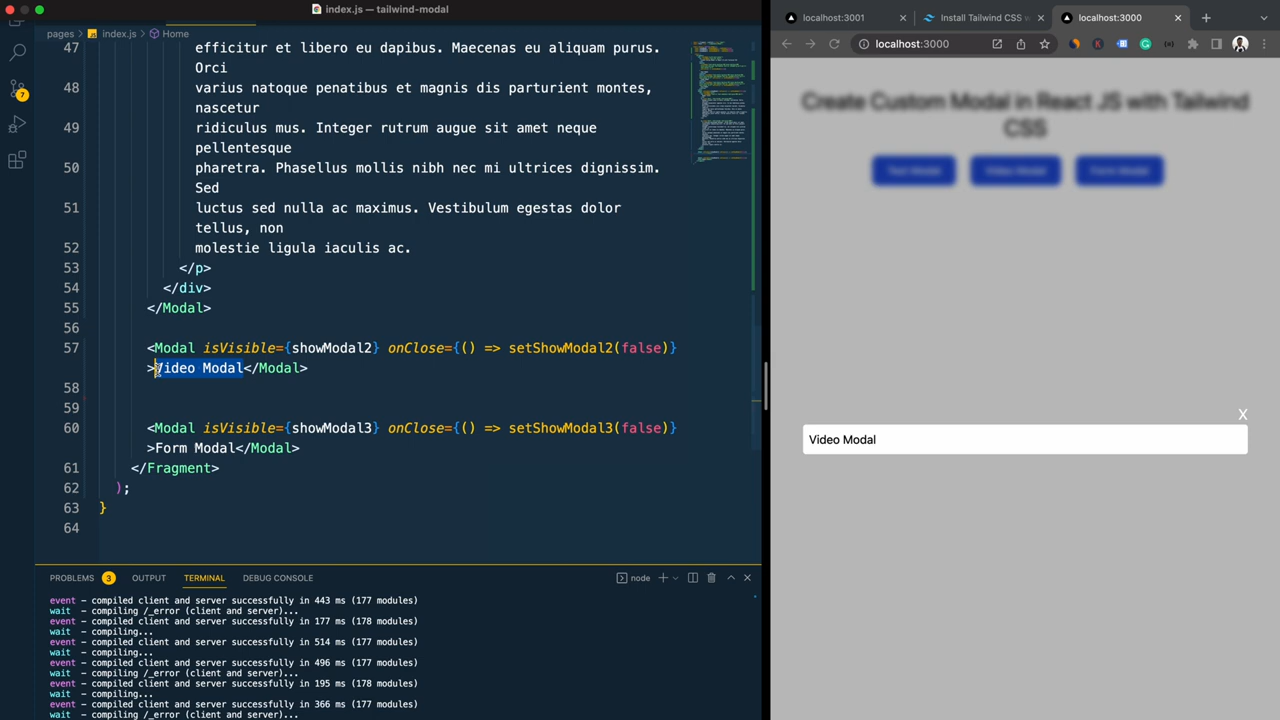 index.js — tailwind-modal
pages > index.js > Home
47 efficitur et libero eu dapibus. Maecenas eu aliquam purus.
Orci
48 varius natoque penatibus et magnis dis parturient montes,
nascetur
49 ridiculus mus. Integer rutrum augue sit amet neque
pellentesque
50 pharetra. Phasellus mollis nibh nec mi ultrices dignissim.
Sed
51 luctus sed nulla ac maximus. Vestibulum egestas dolor
tellus, non
52 molestie ligula iaculis ac.
53 </p>
54 </div>
55 </Modal>
56
57 <Modal isVisible={showModal2} onClose={() => setShowModal2(false)}
>Video Modal</Modal>
58
59
60 <Modal isVisible={showModal3} onClose={() => setShowModal3(false)}
>Form Modal</Modal>
61 </Fragment>
62 );
63 }
64
7
PROBLEMS 3 OUTPUT TERMINAL DEBUG CONSOLE
node
event - compiled client and server successfully in 443 ms (177 modules)
wait - compiling /_error (client and server)...
event - compiled client and server successfully in 177 ms (178 modules)
wait - compiling...
event - compiled client and server successfully in 514 ms (177 modules)
wait - compiling...
event - compiled client and server successfully in 496 ms (177 modules)
wait - compiling /_error (client and server)...
event - compiled client and server successfully in 195 ms (178 modules)
wait - compiling...
event - compiled client and server successfully in 366 ms (177 modules)
wait - compiling /_error (client and server)...
localhost:3001
Install Tailwind CSS w
localhost:3000
localhost:3000
CSS
Text Modal
Video Modal
Form Modal
X
Video Modal